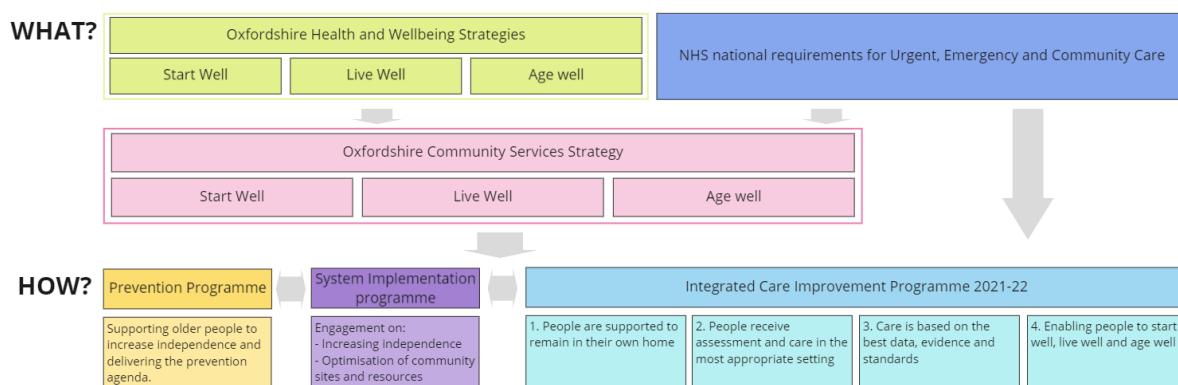 WHAT?
Oxfordshire Health and Wellbeing Strategies
Start Well
Live Well
Age well
NHS national requirements for Urgent, Emergency and Community Care
Oxfordshire Community Services Strategy
Start Well
Live Well
Age well
HOW?
Prevention Programme
System Implementation
programme
Integrated Care Improvement Programme 2021-22
Supporting older people to
increase independence and
delivering the prevention
agenda.
Engagement on:
- Increasing independence
- Optimisation of community
sites and resources
1. People are supported to
remain in their own home
2. People receive
assessment and care in the
most appropriate setting
3. Care is based on the
best data, evidence and
standards
4. Enabling people to start
well, live well and age well